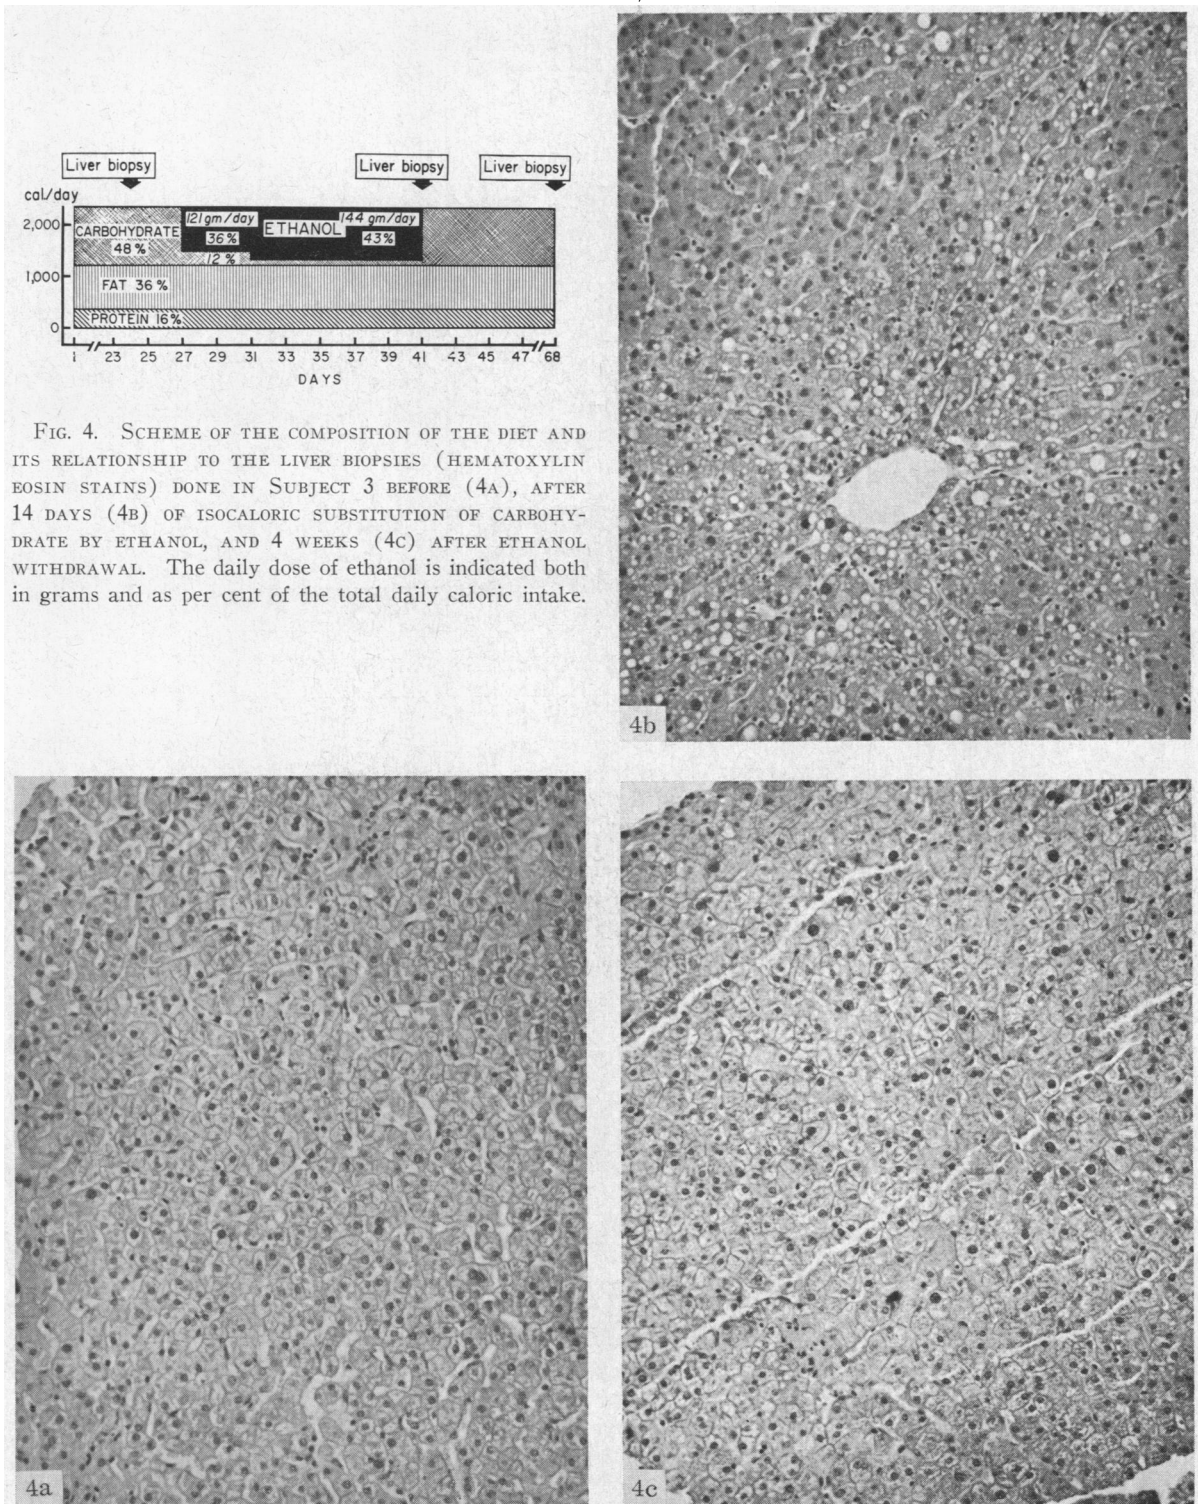 Liver biopsy Liver biopsy Liver biopsy
cal/day
2,000
121 gm/day ETHANOL 144 gm/day
CARBOHYDRATE 36% 43%
48%
12%
1,000
FAT 36%
PROTEIN 16%
0
1 23 25 27 29 31 33 35 37 39 41 43 45 47 68
DAYS
FIG. 4. SCHEME OF THE COMPOSITION OF THE DIET AND
ITS RELATIONSHIP TO THE LIVER BIOPSIES (HEMATOXYLIN
EOSIN STAINS) DONE IN SUBJECT 3 BEFORE (4A), AFTER
14 DAYS (4B) OF ISOCALORIC SUBSTITUTION OF CARBOHY-
DRATE BY ETHANOL, AND 4 WEEKS (4C) AFTER ETHANOL
WITHDRAWAL. The daily dose of ethanol is indicated both
in grams and as per cent of the total daily caloric intake.
4b
4a
4c